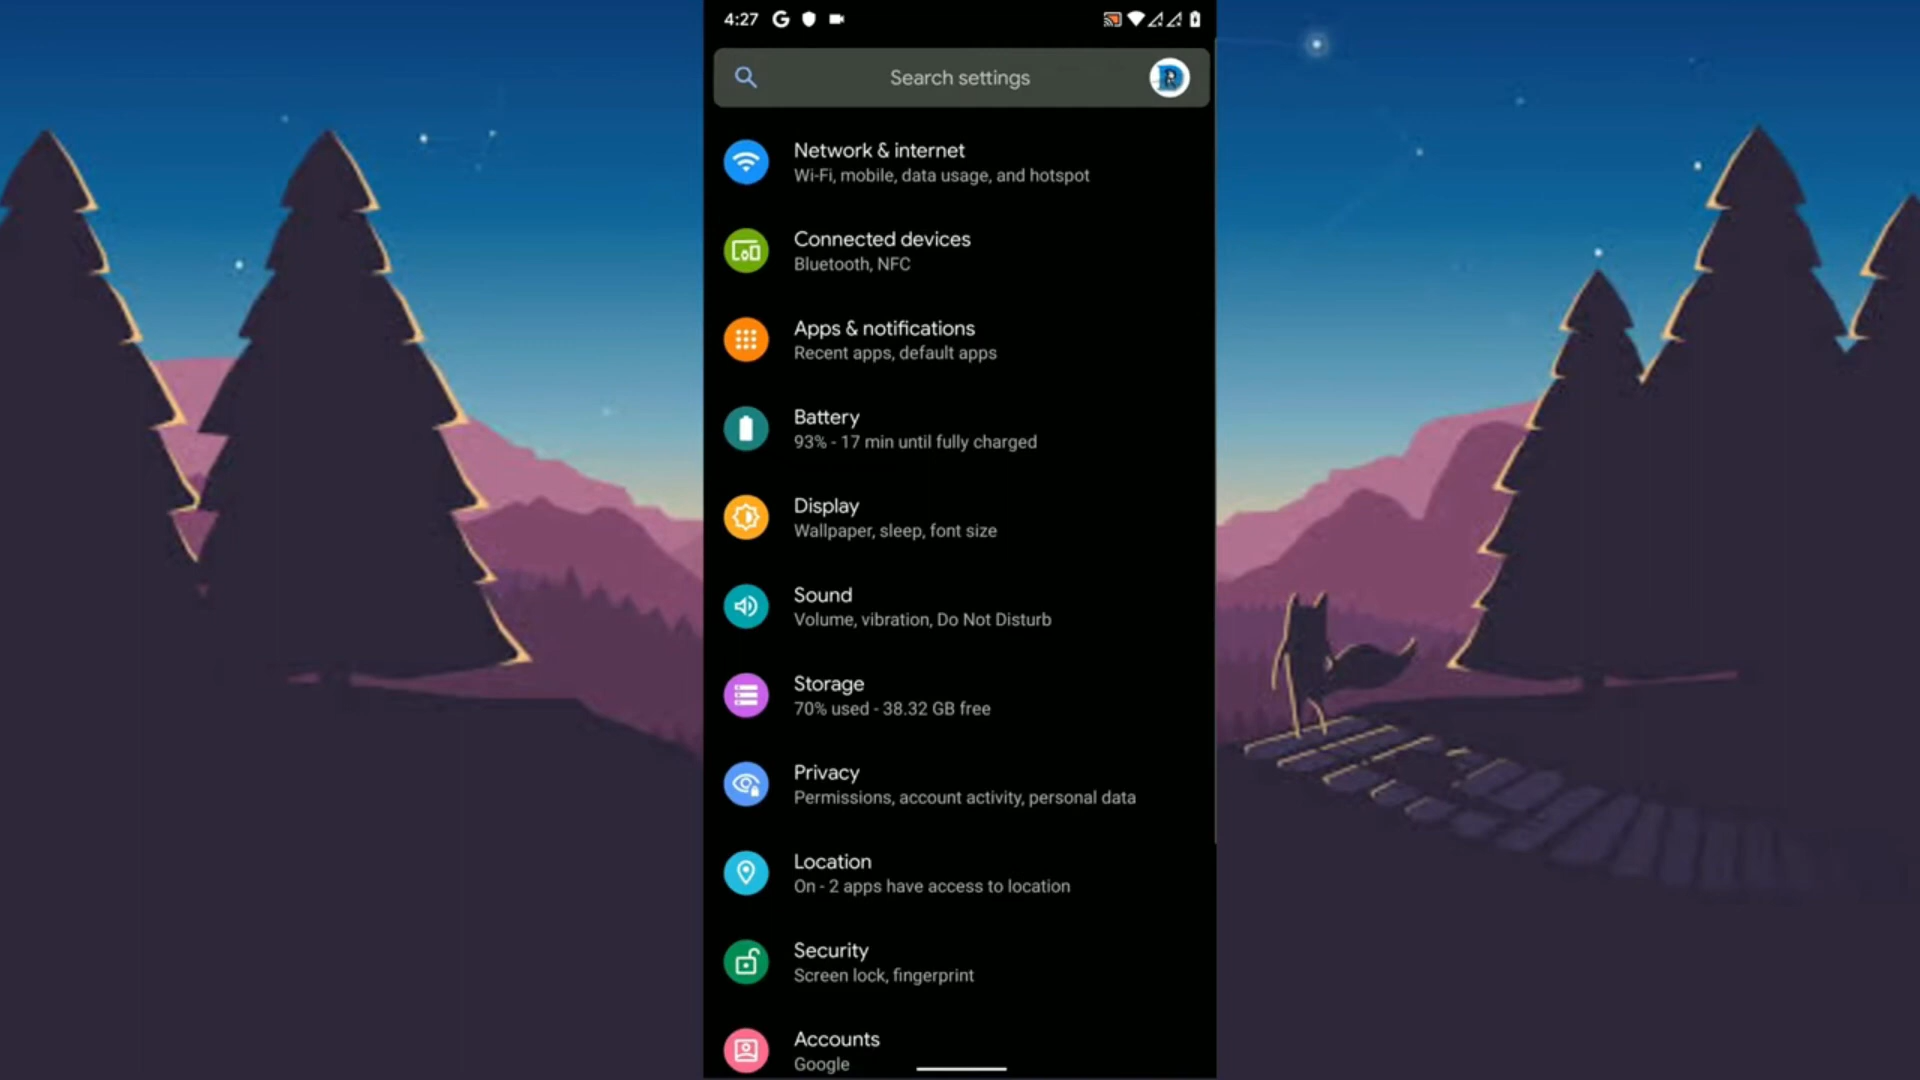 4:27
Search settings
Network & internet
Wi-Fi, mobile, data usage, and hotspot
Connected devices
Bluetooth, NFC
Apps & notifications
Recent apps, default apps
Battery
93% - 17 min until fully charged
Display
Wallpaper, sleep, font size
Sound
Volume, vibration, Do Not Disturb
Storage
70% used - 38.32 GB free
Privacy
Permissions, account activity, personal data
Location
On - 2 apps have access to location
Security
Screen lock, fingerprint
Accounts
Google